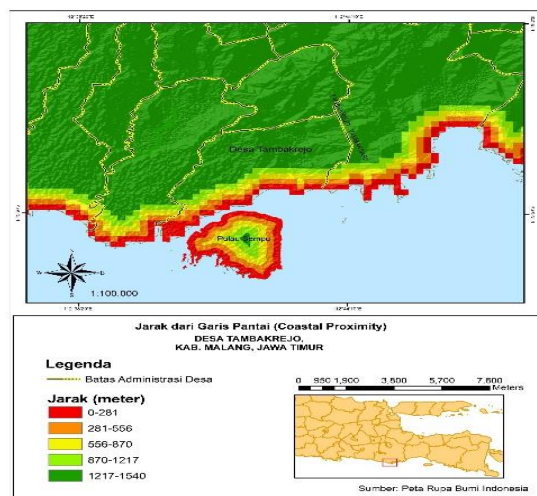 Desa Tambakrejo
Pulau Sempu
1:100.000
Jarak dari Garis Pantai (Coastal Proximity)
DESA TAMBAKREJO,
KAB. MALANG, JAWA TIMUR
Legenda
Batas Administrasi Desa
Jarak (meter)
0-281
281-556
556-870
870-1217
1217-1540
0 950 1,900 3,800 5,700 7,600
Meters
Sumber: Peta Rupa Bumi Indonesia